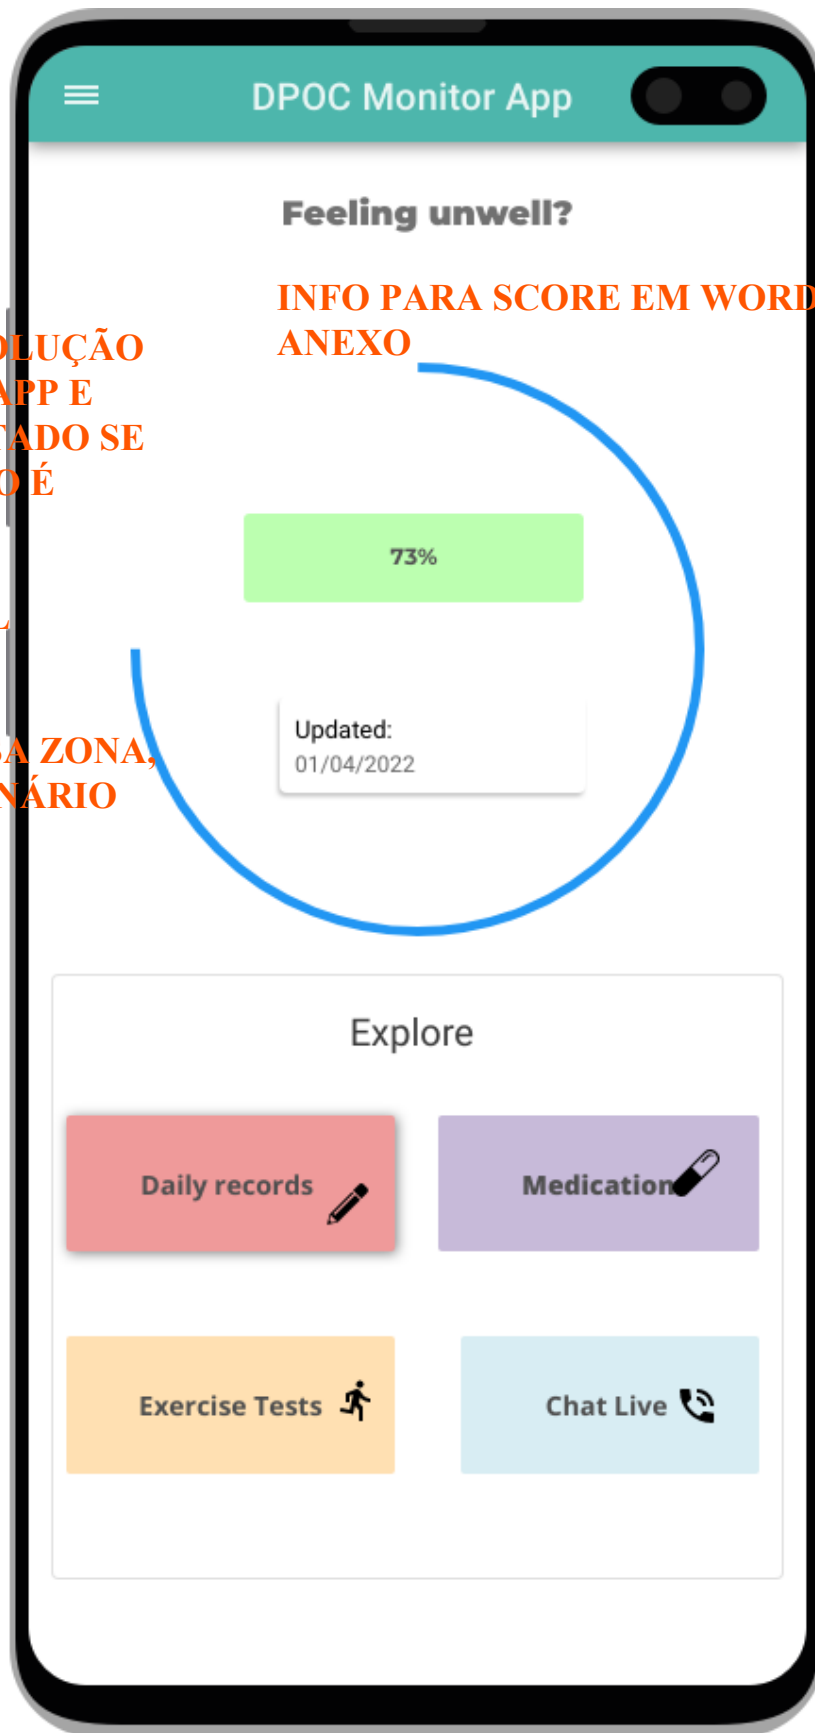 DPOC Monitor App
Feeling unwell?
INFO PARA SCORE EM WORD
ANEXO
OLUÇÃO
APP E
TADO SE
O É
73%
L
Updated:
01/04/2022
SA ZONA,
NÁRIO
Explore
Daily records
Medication
Exercise Tests
Chat Live